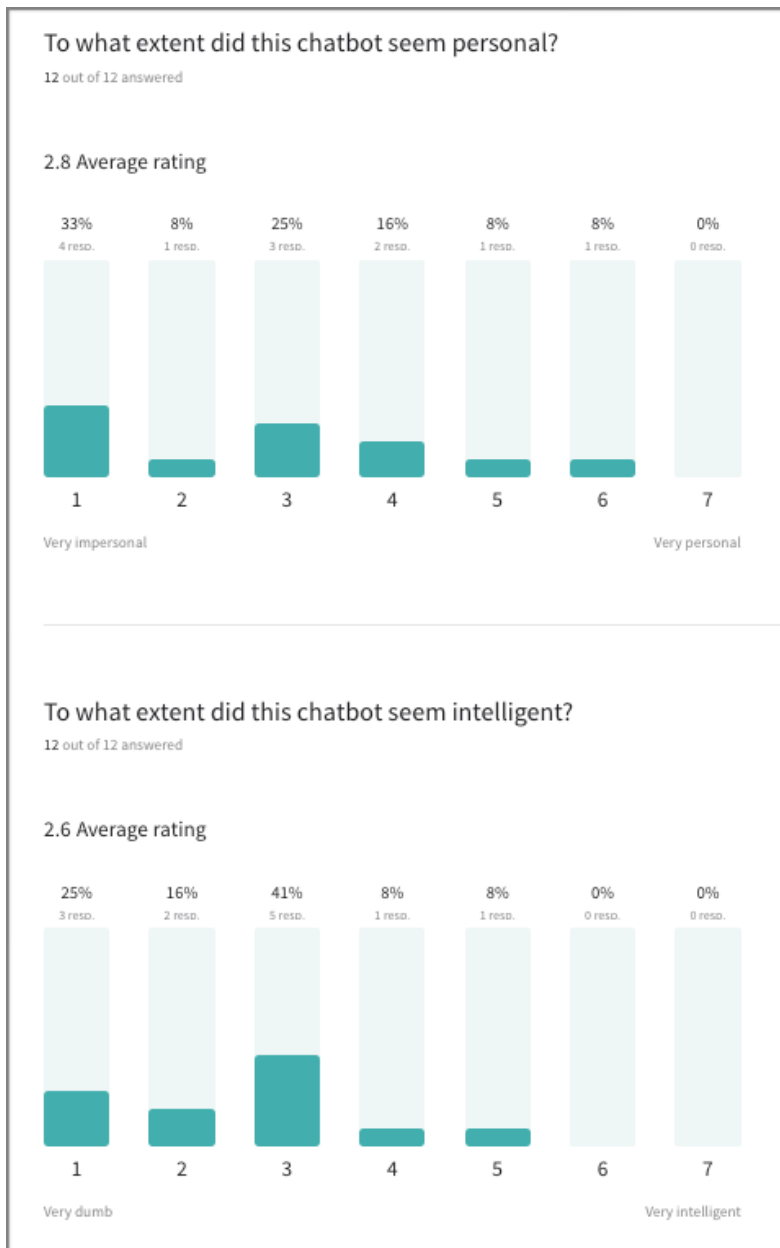 To what extent did this chatbot seem personal?
12 out of 12 answered
2.8 Average rating
33% 8% 25% 16% 8% 8% 0%
4 resp. 1 resp. 3 resp. 2 resp. 1 resp. 1 resp. 0 resp.
1 2 3 4 5 6 7
Very impersonal Very personal
To what extent did this chatbot seem intelligent?
12 out of 12 answered
2.6 Average rating
25% 16% 41% 8% 8% 0% 0%
3 resp. 2 resp. 5 resp. 1 resp. 1 resp. 0 resp. 0 resp.
1 2 3 4 5 6 7
Very dumb Very intelligent